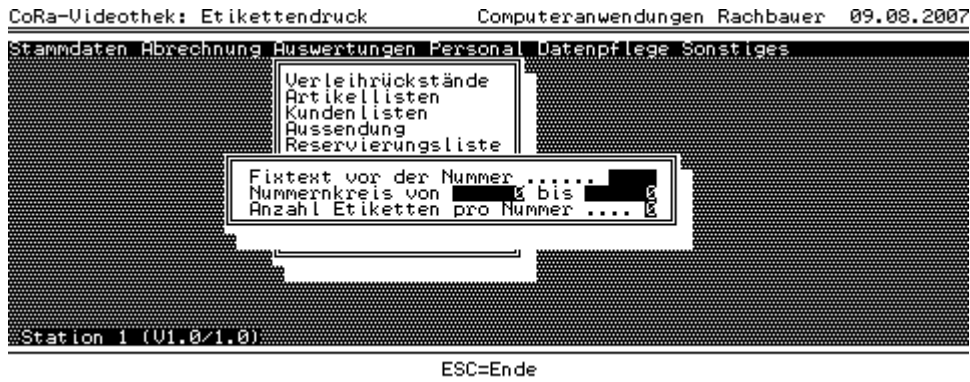 CoRa-Videothek: Etikettendruck Computeranwendungen Rachbauer 09.08.2007
Stammdaten Abrechnung Auswertungen Personal Datenpflege Sonstiges
Verleihrückstände
Artikellisten
Kundenlisten
Aussendung
Reservierungsliste
Fixtext vor der Nummer ......
Nummernkreis von 0 bis 0
Anzahl Etiketten pro Nummer .... 0
Station 1 (V1.0/1.0)
ESC=Ende